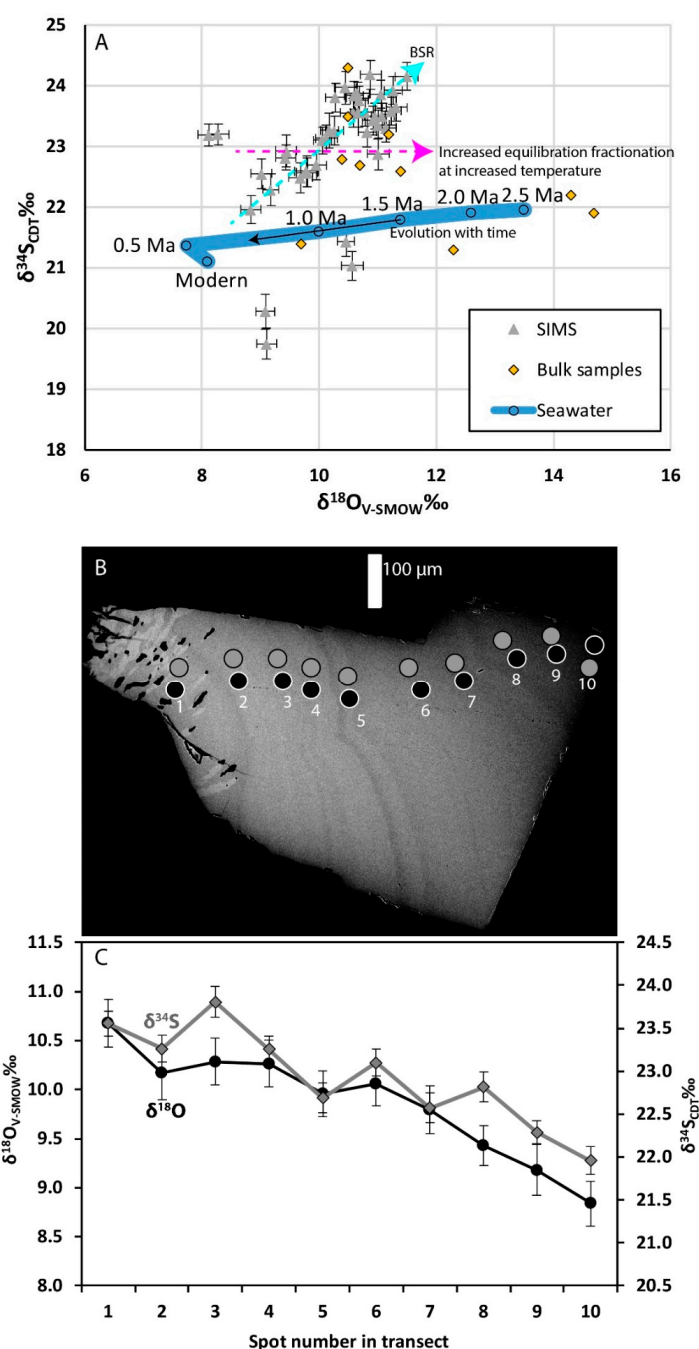 A
25
24
23
22
21
20
19
18
6
8
10
12
14
16
δ34SCDT‰
δ18OV-SMOW‰
BSR
Increased equilibration fractionation
at increased temperature
0.5 Ma
Modern
1.0 Ma
1.5 Ma
2.0 Ma
2.5 Ma
Evolution with time
SIMS
Bulk samples
Seawater
B
100 µm
1
2
3
4
5
6
7
8
9
10
C
11.5
11.0
10.5
10.0
9.5
9.0
8.5
8.0
δ18OV-SMOW‰
24.5
24.0
23.5
23.0
22.5
22.0
21.5
21.0
20.5
δ34SCDT‰
δ34S
δ18O
1
2
3
4
5
6
7
8
9
10
Spot number in transect